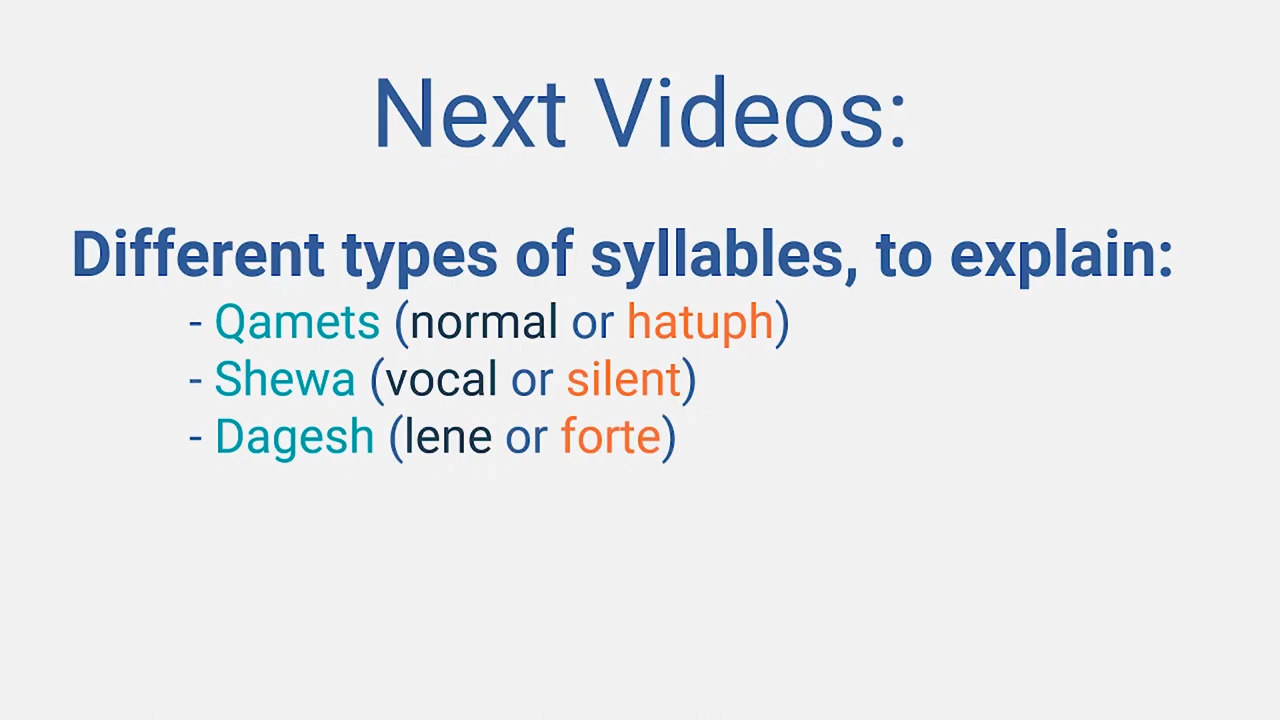 Next Videos:
Different types of syllables, to explain:
- Qamets (normal or hatuph)
- Shewa (vocal or silent)
- Dagesh (lene or forte)